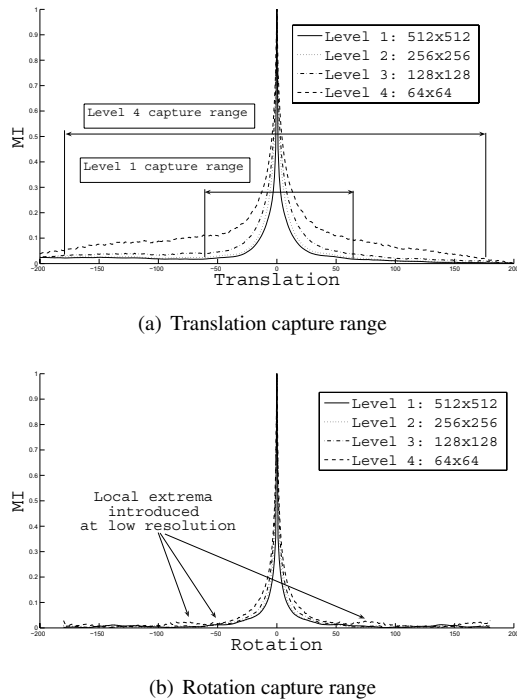 1
0.9
0.8
0.7
0.6
0.5
0.4
0.3
0.2
0.1
0
MI
Level 1: 512x512
Level 2: 256x256
Level 3: 128x128
Level 4: 64x64
Level 4 capture range
Level 1 capture range
-200 -150 -100 -50 0 50 100 150 200
Translation
(a) Translation capture range
1
0.9
0.8
0.7
0.6
0.5
0.4
0.3
0.2
0.1
0
MI
Level 1: 512x512
Level 2: 256x256
Level 3: 128x128
Level 4: 64x64
Local extrema
introduced
at low resolution
-200 -150 -100 -50 0 50 100 150 200
Rotation
(b) Rotation capture range